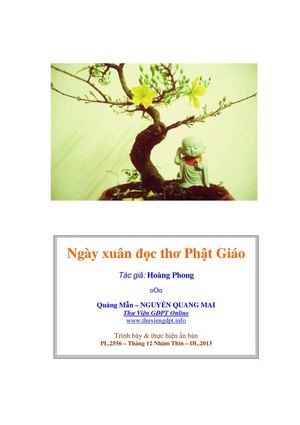 Ngày xuân đọc thơ Phật Giáo
Tác giả: Hoàng Phong
oOo
Quảng Mẫn – NGUYỄN QUANG MAI
Thư Viện GĐPT Online
www.thuviengdpt.info
Trình bày & thực hiện ấn bản
PL.2556 – Tháng 12 Nhâm Thìn – DL.2013